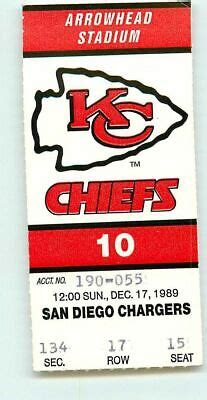 ARROWHEAD
STADIUM
KC
TM
CHIEFS
10
ACCT. NO. 190-055
12:00 SUN., DEC. 17, 1989
SAN DIEGO CHARGERS
134 17 15
SEC. ROW SEAT